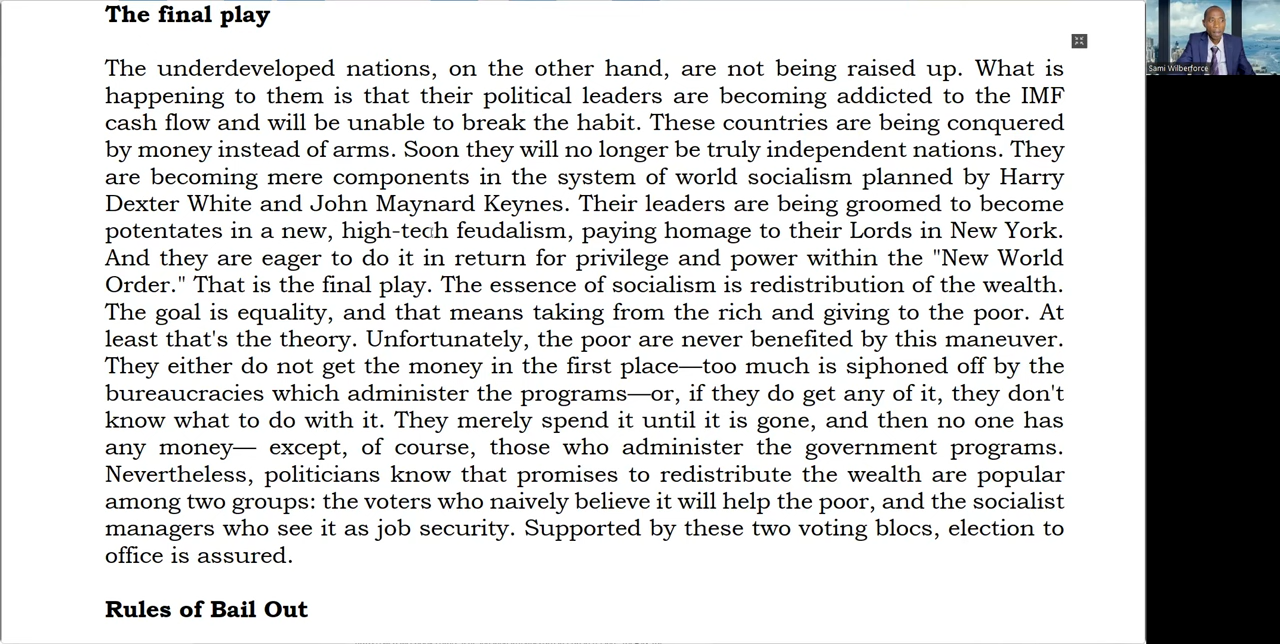 The final play
The underdeveloped nations, on the other hand, are not being raised up. What is
happening to them is that their political leaders are becoming addicted to the IMF
cash flow and will be unable to break the habit. These countries are being conquered
by money instead of arms. Soon they will no longer be truly independent nations. They
are becoming mere components in the system of world socialism planned by Harry
Dexter White and John Maynard Keynes. Their leaders are being groomed to become
potentates in a new, high-tech feudalism, paying homage to their Lords in New York.
And they are eager to do it in return for privilege and power within the "New World
Order." That is the final play. The essence of socialism is redistribution of the wealth.
The goal is equality, and that means taking from the rich and giving to the poor. At
least that's the theory. Unfortunately, the poor are never benefited by this maneuver.
They either do not get the money in the first place—too much is siphoned off by the
bureaucracies which administer the programs—or, if they do get any of it, they don't
know what to do with it. They merely spend it until it is gone, and then no one has
any money— except, of course, those who administer the government programs.
Nevertheless, politicians know that promises to redistribute the wealth are popular
among two groups: the voters who naively believe it will help the poor, and the socialist
managers who see it as job security. Supported by these two voting blocs, election to
office is assured.
Rules of Bail Out
Sami Wilberforce